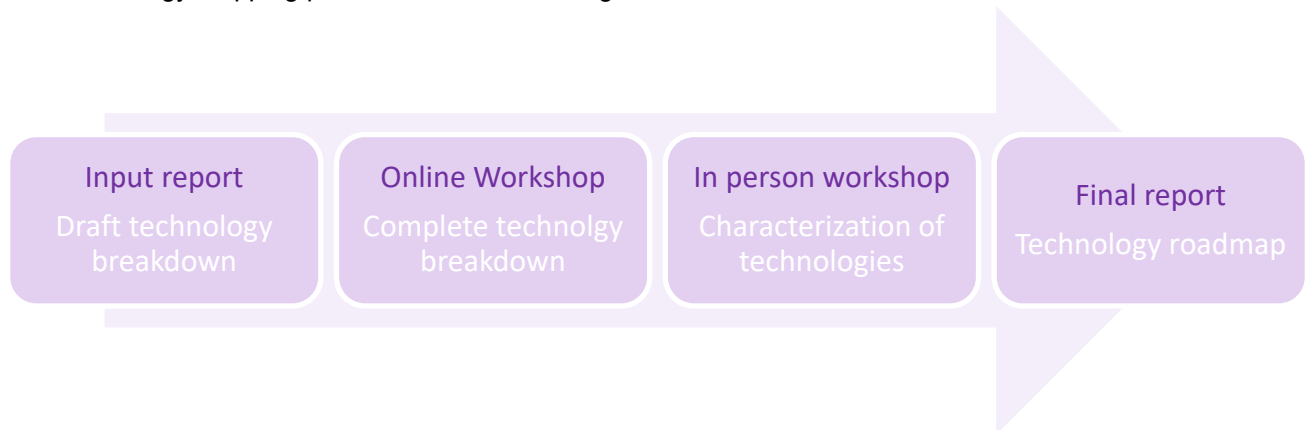 Input report
Draft technology
breakdown
Online Workshop
Complete technolgy
breakdown
In person workshop
Characterization of
technologies
Final report
Technology roadmap